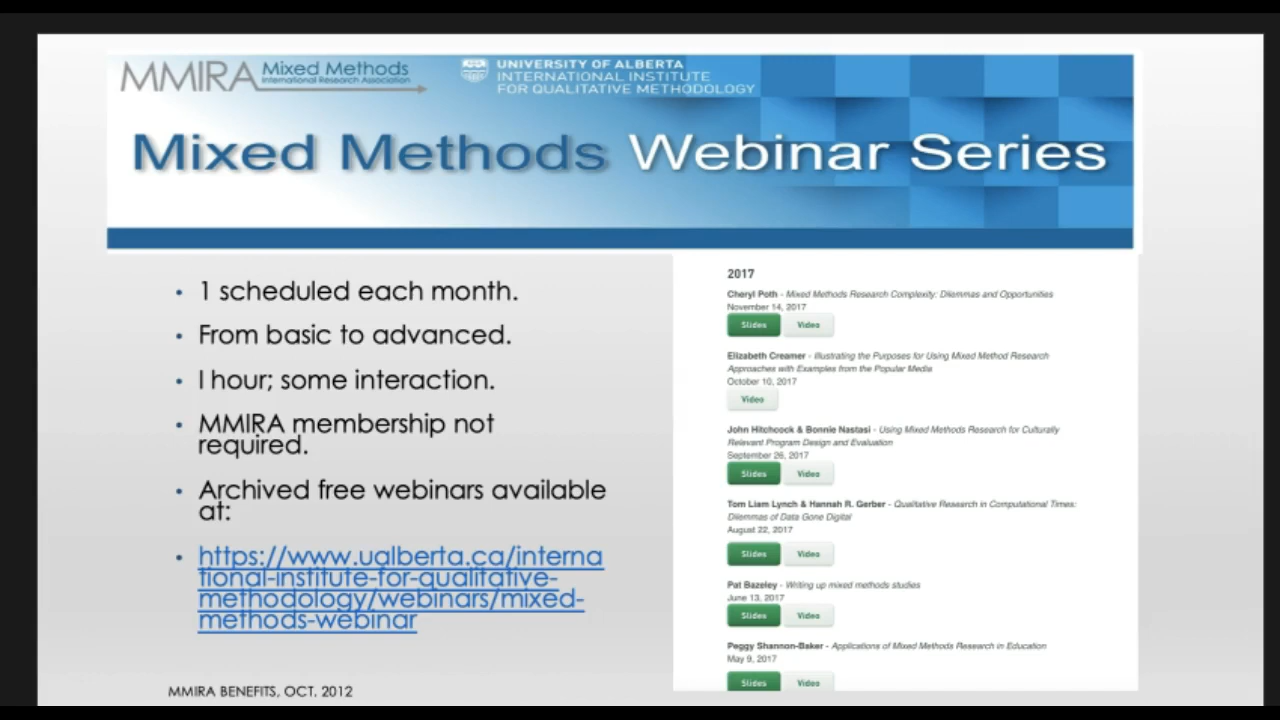 MMIRA Mixed Methods
International Research Association
UNIVERSITY OF ALBERTA
INTERNATIONAL INSTITUTE
FOR QUALITATIVE METHODOLOGY
Mixed Methods Webinar Series
• 1 scheduled each month.
• From basic to advanced.
• I hour; some interaction.
• MMIRA membership not
required.
• Archived free webinars available
at:
• https://www.ualberta.ca/interna
tional-institute-for-qualitative-
methodology/webinars/mixed-
methods-webinar
MMIRA BENEFITS, OCT. 2012
2017
Cheryl Poth - Mixed Methods Research Complexity: Dilemmas and Opportunities
November 14, 2017
Slides Video
Elizabeth Creamer - Illustrating the Purposes for Using Mixed Method Research
Approaches with Examples from the Popular Media
October 10, 2017
Video
John Hitchcock & Bonnie Nastasi - Using Mixed Methods Research for Culturally
Relevant Program Design and Evaluation
September 26, 2017
Slides Video
Tom Liam Lynch & Hannah R. Gerber - Qualitative Research in Computational Times:
Dilemmas of Data Gone Digital
August 22, 2017
Slides Video
Pat Bazeley - Writing up mixed methods studies
June 13, 2017
Slides Video
Peggy Shannon-Baker - Applications of Mixed Methods Research in Education
May 9, 2017
Slides Video